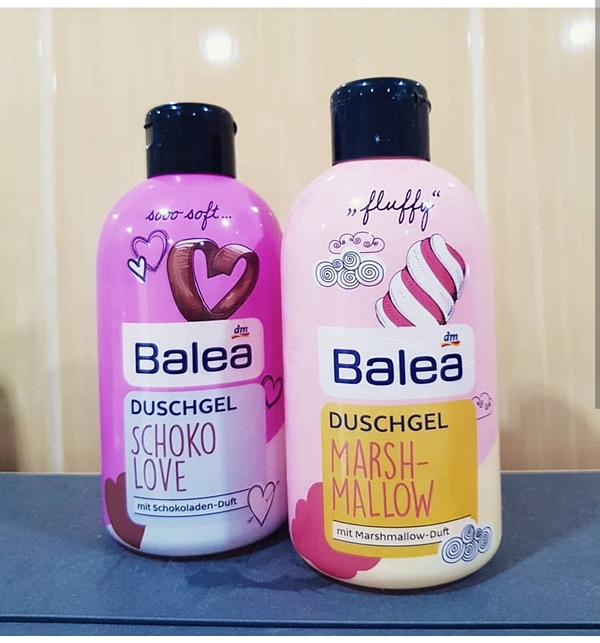 sooo soft...
dm
Balea
DUSCHGEL
SCHOKO
LOVE
mit Schokoladen-Duft
„fluffy“
dm
Balea
DUSCHGEL
MARSH-
MALLOW
mit Marshmallow-Duft